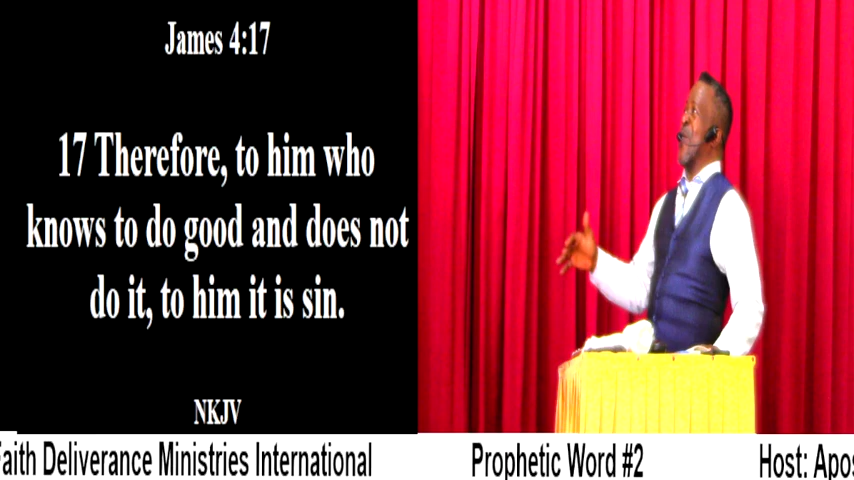 James 4:17
17 Therefore, to him who
knows to do good and does not
do it, to him it is sin.
NKJV
Faith Deliverance Ministries International Prophetic Word #2 Host: Apos